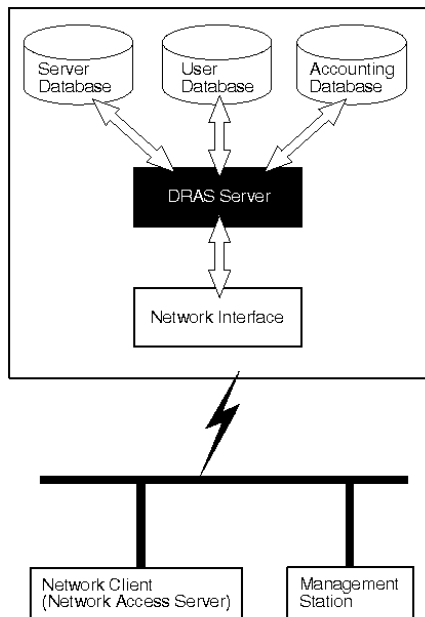 Server
Database
User
Database
Accounting
Database
DRAS Server
Network Interface
Network Client
(Network Access Server)
Management
Station